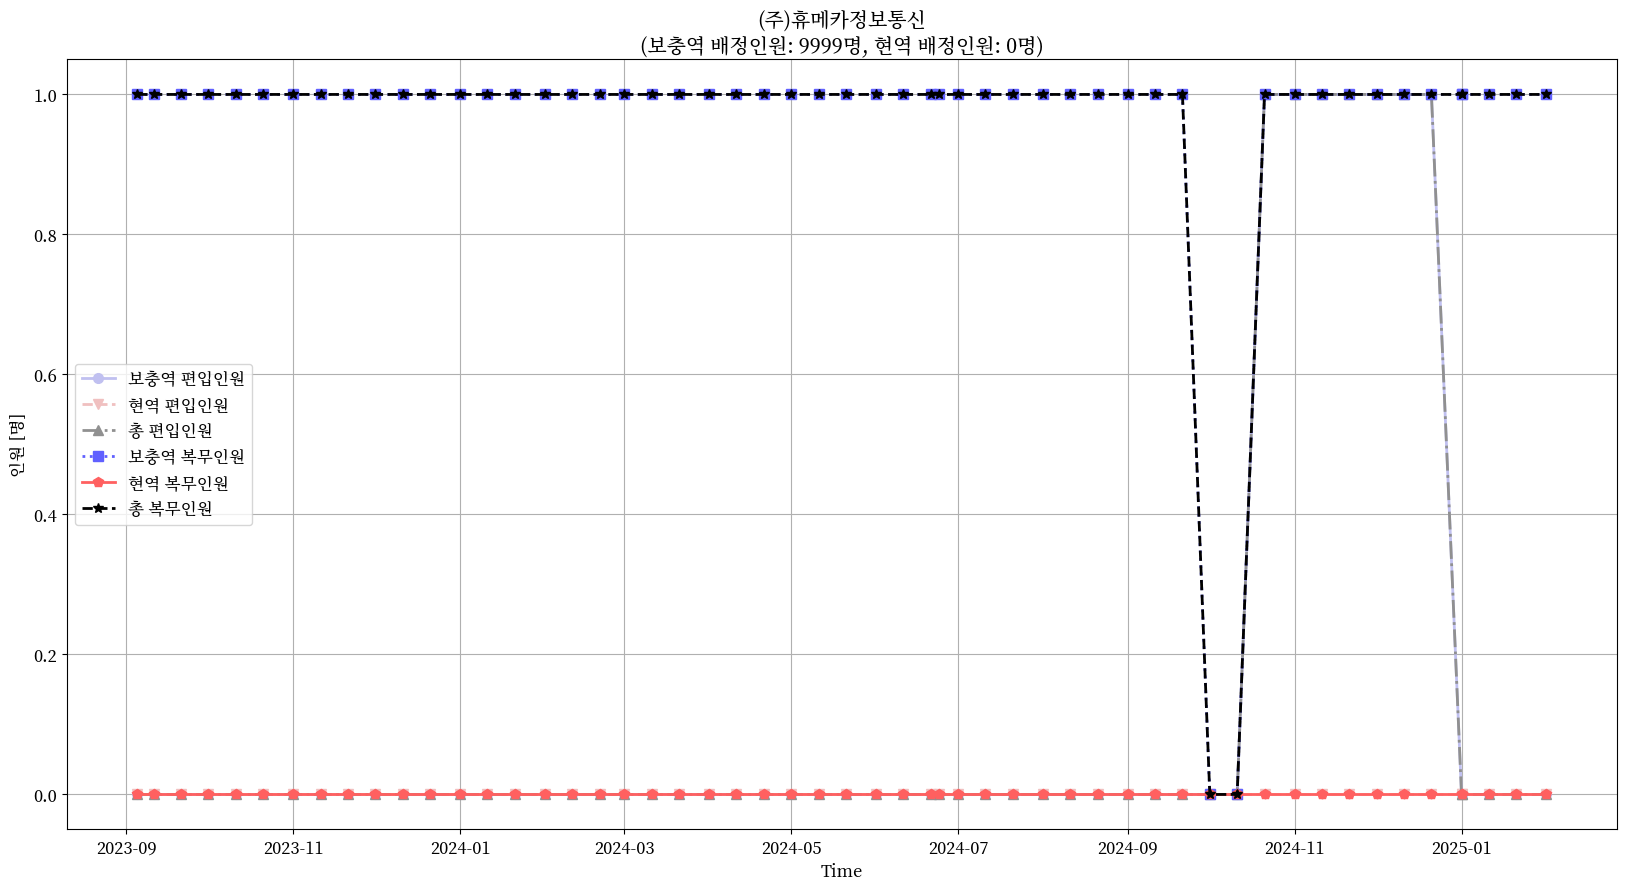 (주)휴메카정보통신
(보충역 배정인원: 9999명, 현역 배정인원: 0명)
1.0
0.8
0.6
0.4
0.2
0.0
인원 [명]
보충역 편입인원
현역 편입인원
총 편입인원
보충역 복무인원
현역 복무인원
총 복무인원
2023-09
2023-11
2024-01
2024-03
2024-05
2024-07
2024-09
2024-11
2025-01
Time